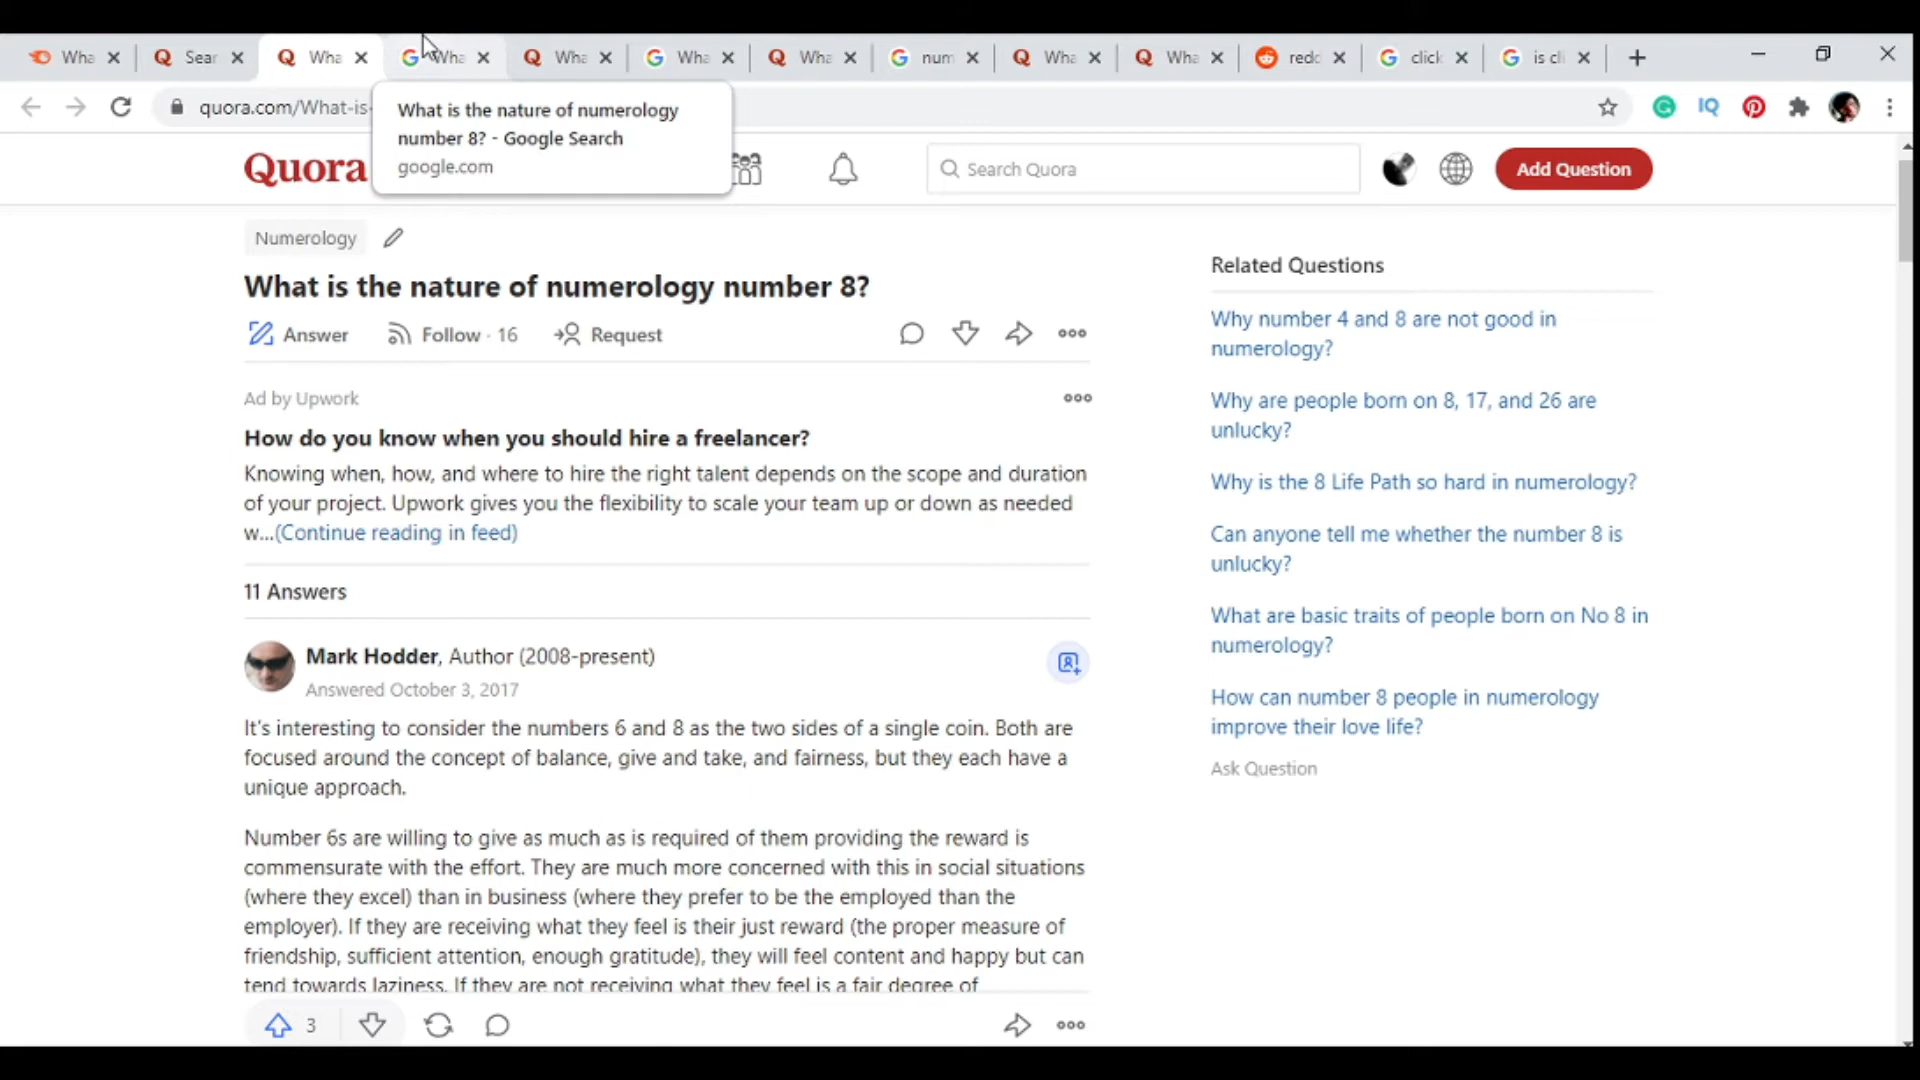 Wha
Sear
Wha
Wha
Wha
Wha
Wha
num
Wha
Wha
redd
click
is cli
quora.com/What-is-
IQ
What is the nature of numerology
number 8? - Google Search
google.com
Quora
Search Quora
Add Question
Numerology
What is the nature of numerology number 8?
Answer
Follow · 16
Request
Ad by Upwork
How do you know when you should hire a freelancer?
Knowing when, how, and where to hire the right talent depends on the scope and duration
of your project. Upwork gives you the flexibility to scale your team up or down as needed
w...(Continue reading in feed)
11 Answers
Mark Hodder, Author (2008-present)
Answered October 3, 2017
It's interesting to consider the numbers 6 and 8 as the two sides of a single coin. Both are
focused around the concept of balance, give and take, and fairness, but they each have a
unique approach.
Number 6s are willing to give as much as is required of them providing the reward is
commensurate with the effort. They are much more concerned with this in social situations
(where they excel) than in business (where they prefer to be the employed than the
employer). If they are receiving what they feel is their just reward (the proper measure of
friendship, sufficient attention, enough gratitude), they will feel content and happy but can
tend towards laziness. If they are not receiving what they feel is a fair degree of
3
Related Questions
Why number 4 and 8 are not good in
numerology?
Why are people born on 8, 17, and 26 are
unlucky?
Why is the 8 Life Path so hard in numerology?
Can anyone tell me whether the number 8 is
unlucky?
What are basic traits of people born on No 8 in
numerology?
How can number 8 people in numerology
improve their love life?
Ask Question